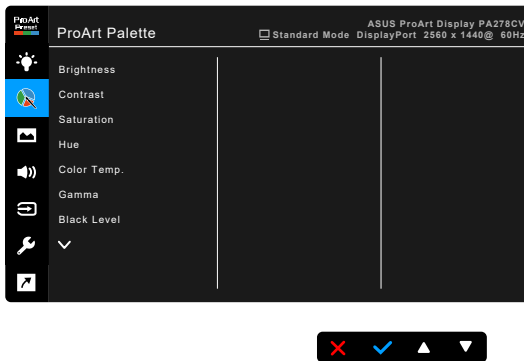 ProArt
Preset
ProArt Palette
ASUS ProArt Display PA278CV
Standard Mode DisplayPort 2560 x 1440@ 60Hz
Brightness
Contrast
Saturation
Hue
Color Temp.
Gamma
Black Level